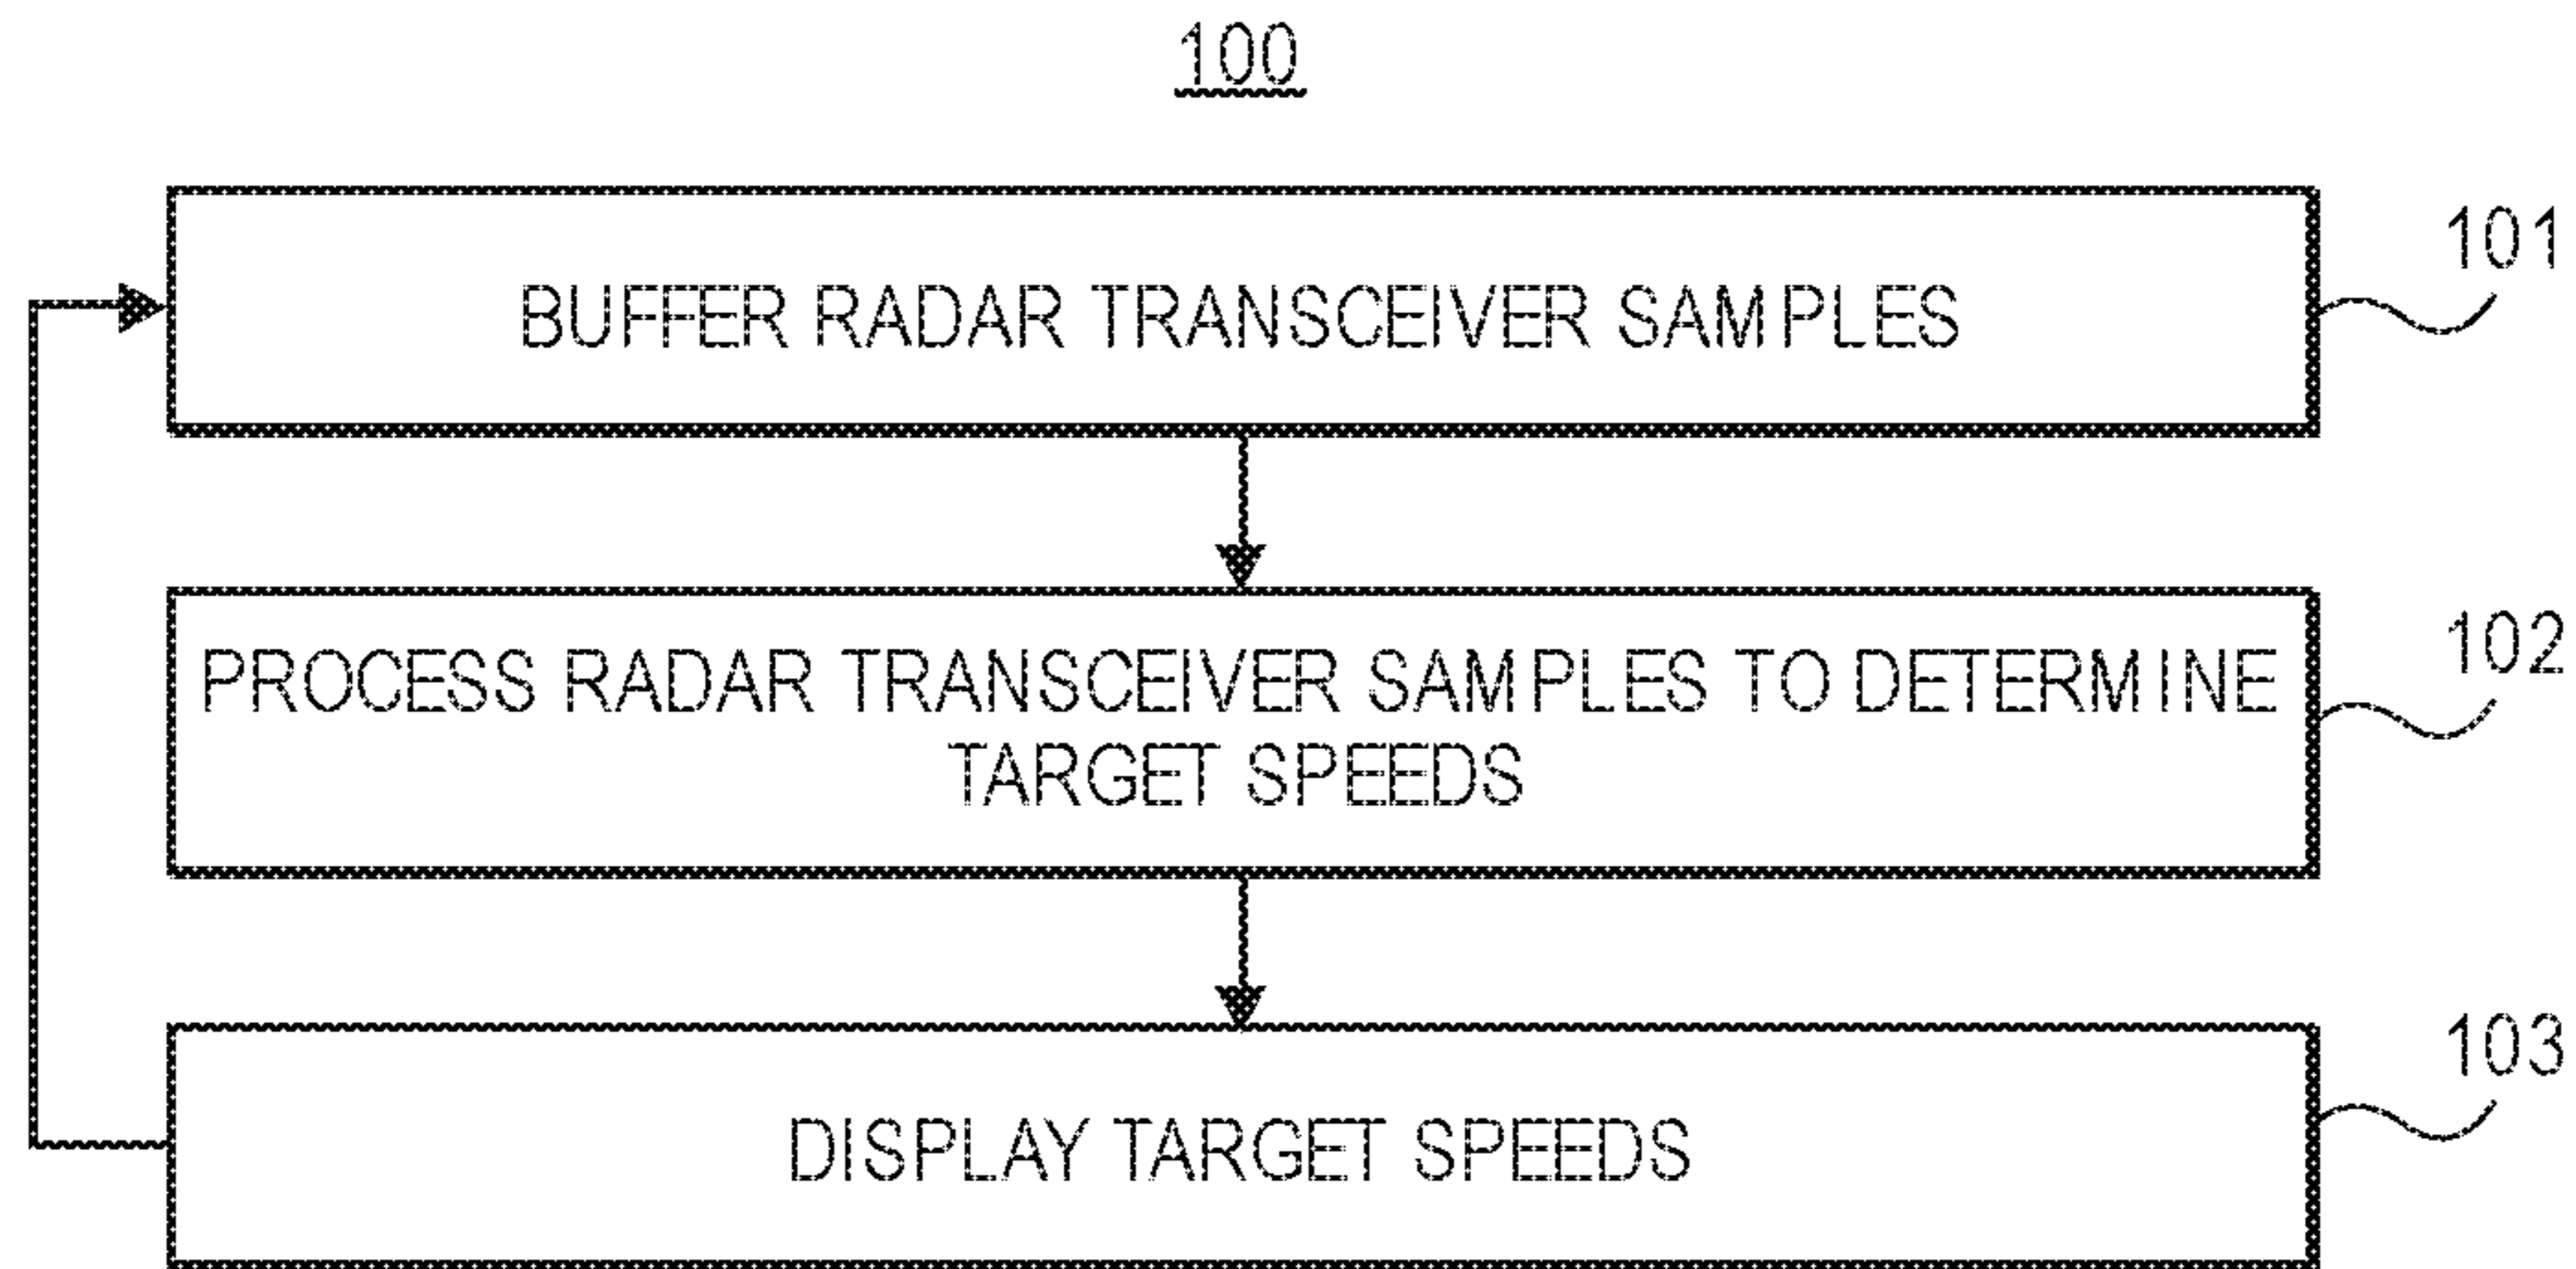 100
BUFFER RADAR TRANSCEIVER SAMPLES
101
PROCESS RADAR TRANSCEIVER SAMPLES TO DETERMINE
TARGET SPEEDS
102
DISPLAY TARGET SPEEDS
103